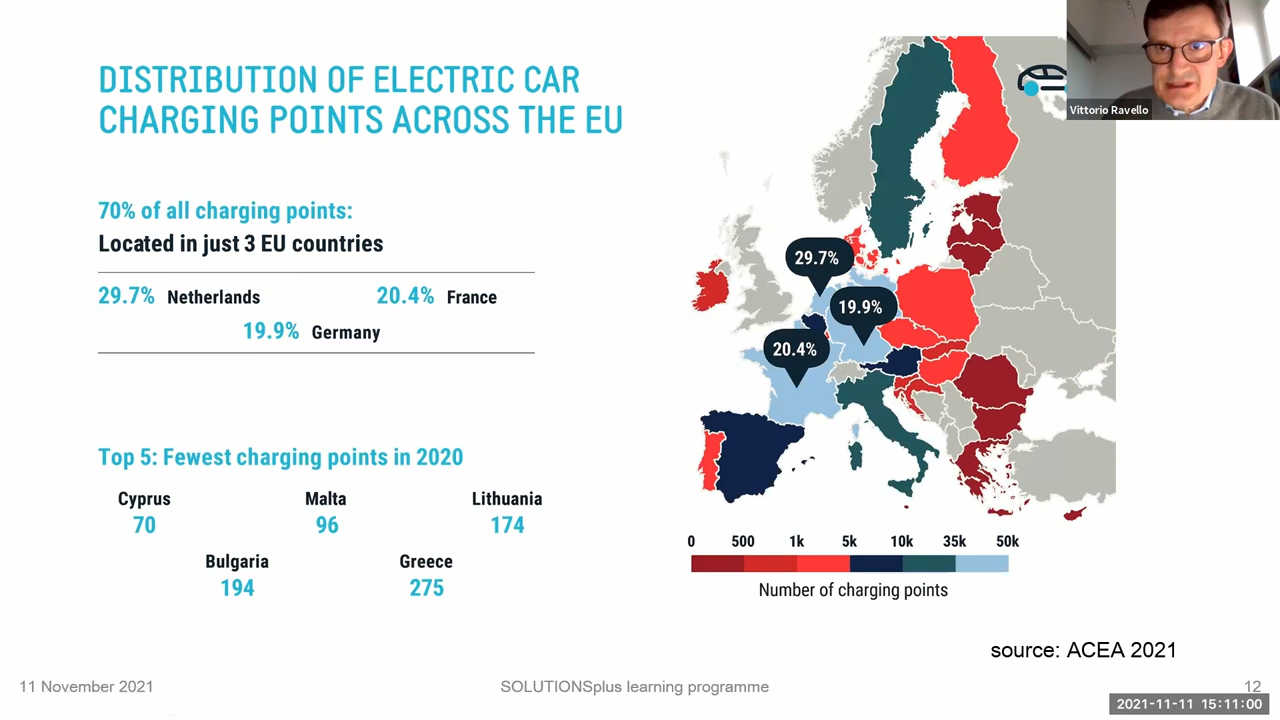 DISTRIBUTION OF ELECTRIC CAR
CHARGING POINTS ACROSS THE EU
Vittorio Ravello
70% of all charging points:
Located in just 3 EU countries
29.7% Netherlands
20.4% France
19.9% Germany
29.7%
19.9%
20.4%
Top 5: Fewest charging points in 2020
Cyprus Malta Lithuania
70 96 174
Bulgaria Greece
194 275
0 500 1k 5k 10k 35k 50k
Number of charging points
source: ACEA 2021
11 November 2021 SOLUTIONSplus learning programme 12
2021-11-11 15:11:00